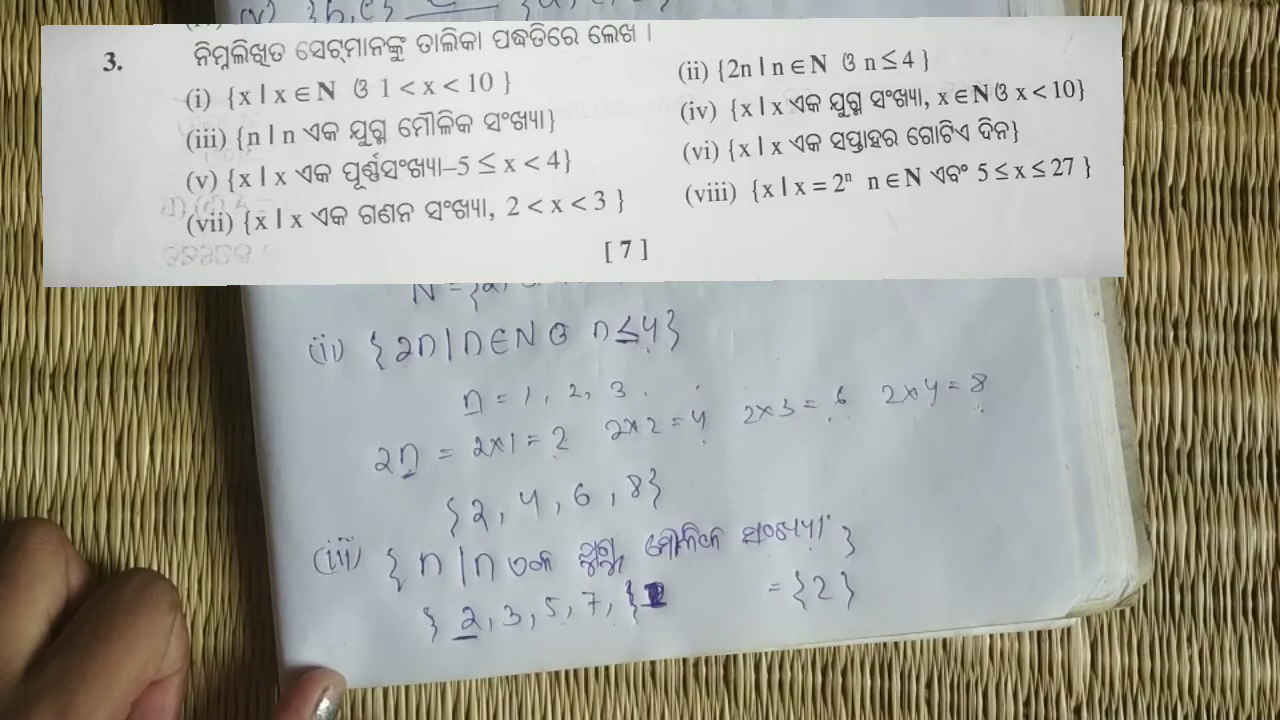 (v) {b, c}
3. ନିମ୍ନଲିଖିତ ସେଟ୍‌ମାନଙ୍କୁ ତାଲିକା ପଦ୍ଧତିରେ ଲେଖ ।
(i) {x | x ∈ N ଓ 1 < x < 10 }
(ii) {2n | n ∈ N ଓ n ≤ 4 }
(iii) {n | n ଏକ ଯୁଗ୍ମ ମୌଳିକ ସଂଖ୍ୟା}
(iv) {x | x ଏକ ଯୁଗ୍ମ ସଂଖ୍ୟା, x ∈ N ଓ x < 10}
(v) {x | x ଏକ ପୂର୍ଣ୍ଣସଂଖ୍ୟା–5 ≤ x < 4}
(vi) {x | x ଏକ ସପ୍ତାହର ଗୋଟିଏ ଦିନ}
(vii) {x | x ଏକ ଗଣନ ସଂଖ୍ୟା, 2 < x < 3 }
(viii) {x | x = 2ⁿ n ∈ N ଏବଂ 5 ≤ x ≤ 27 }
[ 7 ]
(ii) {2n | n ∈ N ଓ n ≤ 4}
n = 1, 2, 3
2n = 2×1 = 2 2×2 = 4 2×3 = 6 2×4 = 8
{2, 4, 6, 8}
(iii) {n | n ଏକ ଯୁଗ୍ମ ମୌଳିକ ସଂଖ୍ୟା}
{2, 3, 5, 7, } = {2}